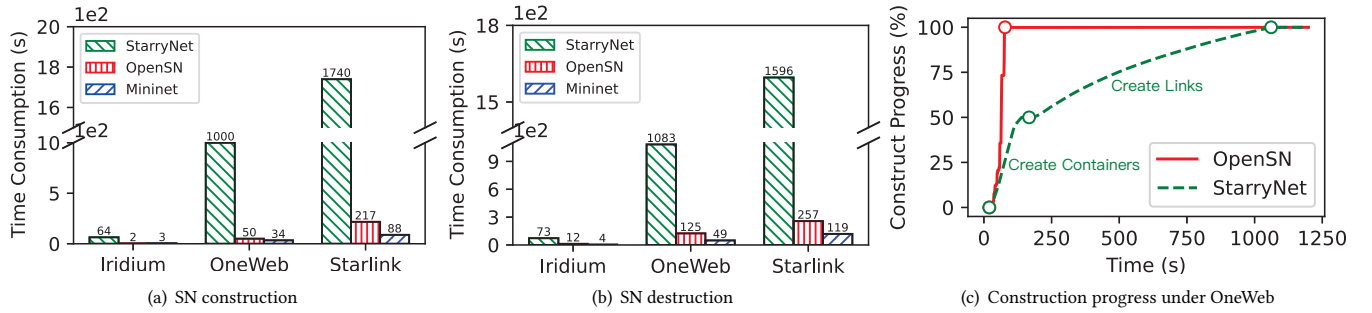 1e2
20
18
16
1e2
10
5
0
Time Consumption (s)
StarryNet
OpenSN
Mininet
64
2
3
1000
50
34
1740
217
88
Iridium
OneWeb
Starlink
(a) SN construction
1e2
18
15
1e2
9
6
3
0
Time Consumption (s)
StarryNet
OpenSN
Mininet
73
12
4
1083
125
49
1596
257
119
Iridium
OneWeb
Starlink
(b) SN destruction
Construct Progress (%)
100
75
50
25
0
Create Links
Create Containers
OpenSN
StarryNet
0
250
500
750
1000
1250
Time (s)
(c) Construction progress under OneWeb